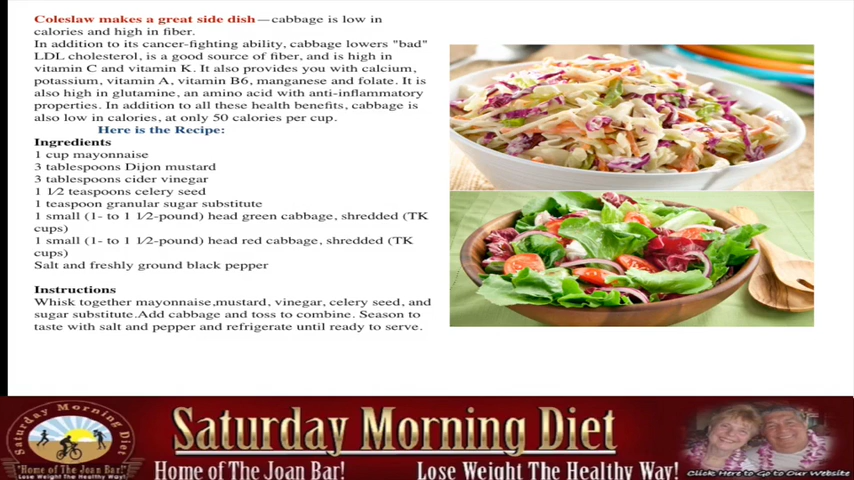 Coleslaw makes a great side dish—cabbage is low in
calories and high in fiber.
In addition to its cancer-fighting ability, cabbage lowers "bad"
LDL cholesterol, is a good source of fiber, and is high in
vitamin C and vitamin K. It also provides you with calcium,
potassium, vitamin A, vitamin B6, manganese and folate. It is
also high in glutamine, an amino acid with anti-inflammatory
properties. In addition to all these health benefits, cabbage is
also low in calories, at only 50 calories per cup.
Here is the Recipe:
Ingredients
1 cup mayonnaise
3 tablespoons Dijon mustard
3 tablespoons cider vinegar
1 1⁄2 teaspoons celery seed
1 teaspoon granular sugar substitute
1 small (1- to 1 1⁄2-pound) head green cabbage, shredded (TK
cups)
1 small (1- to 1 1⁄2-pound) head red cabbage, shredded (TK
cups)
Salt and freshly ground black pepper
Instructions
Whisk together mayonnaise,mustard, vinegar, celery seed, and
sugar substitute.Add cabbage and toss to combine. Season to
taste with salt and pepper and refrigerate until ready to serve.
Saturday Morning Diet
"Home of The Joan Bar!"
Lose Weight The Healthy Way!
Saturday Morning Diet
Home of The Joan Bar! Lose Weight The Healthy Way!
Click Here to Go to Our Website